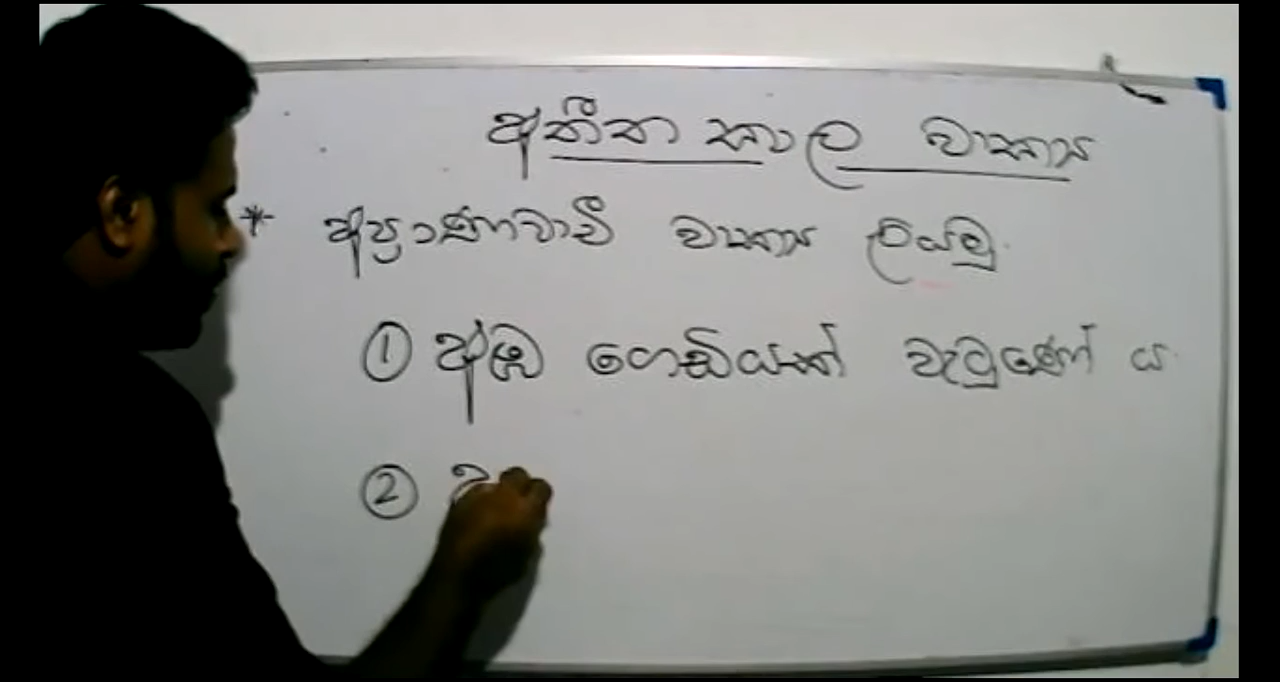 අතීත කාල වාක්‍ය
* අප්‍රාණවාචී වාක්‍ය ලියමු.
① අඹ ගෙඩියක් වැටුණේ ය.
②